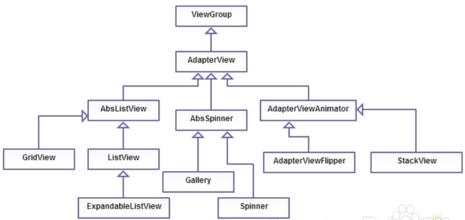 ViewGroup
AdapterView
AbsListView
AbsSpinner
AdapterViewAnimator
GridView
ListView
AdapterViewFlipper
StackView
Gallery
ExpandableListView
Spinner